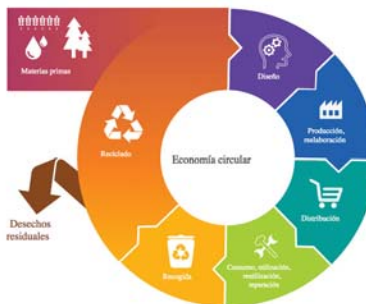 Materias primas
Diseño
Producción,
reelaboración
Distribución
Consumo, utilización,
reutilización,
reparación
Recogida
Reciclado
Desechos
residuales
Economía circular